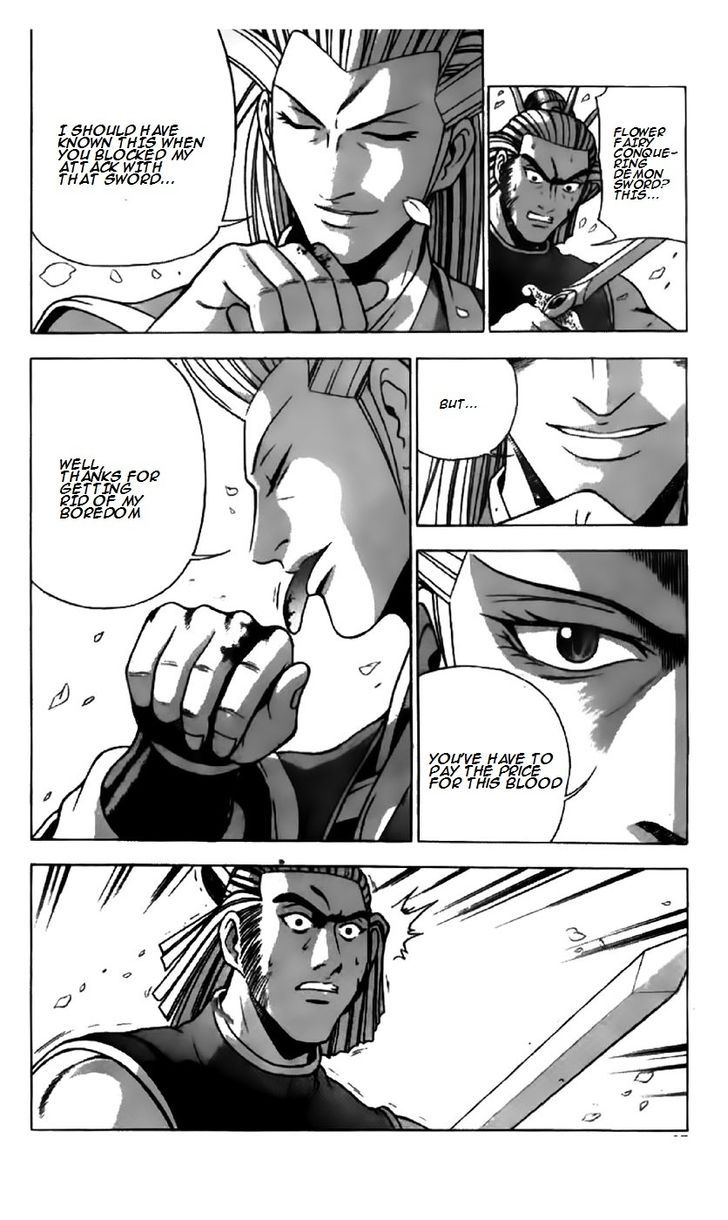 I SHOULD HAVE
KNOWN THIS WHEN
YOU BLOCKED MY
ATTACK WITH
THAT SWORD...
FLOWER
FAIRY
CONQUE-
RING
DEMON
SWORD?
THIS...
WELL,
THANKS FOR
GETTING
RID OF MY
BOREDOM
BUT...
YOU'VE HAVE TO
PAY THE PRICE
FOR THIS BLOOD